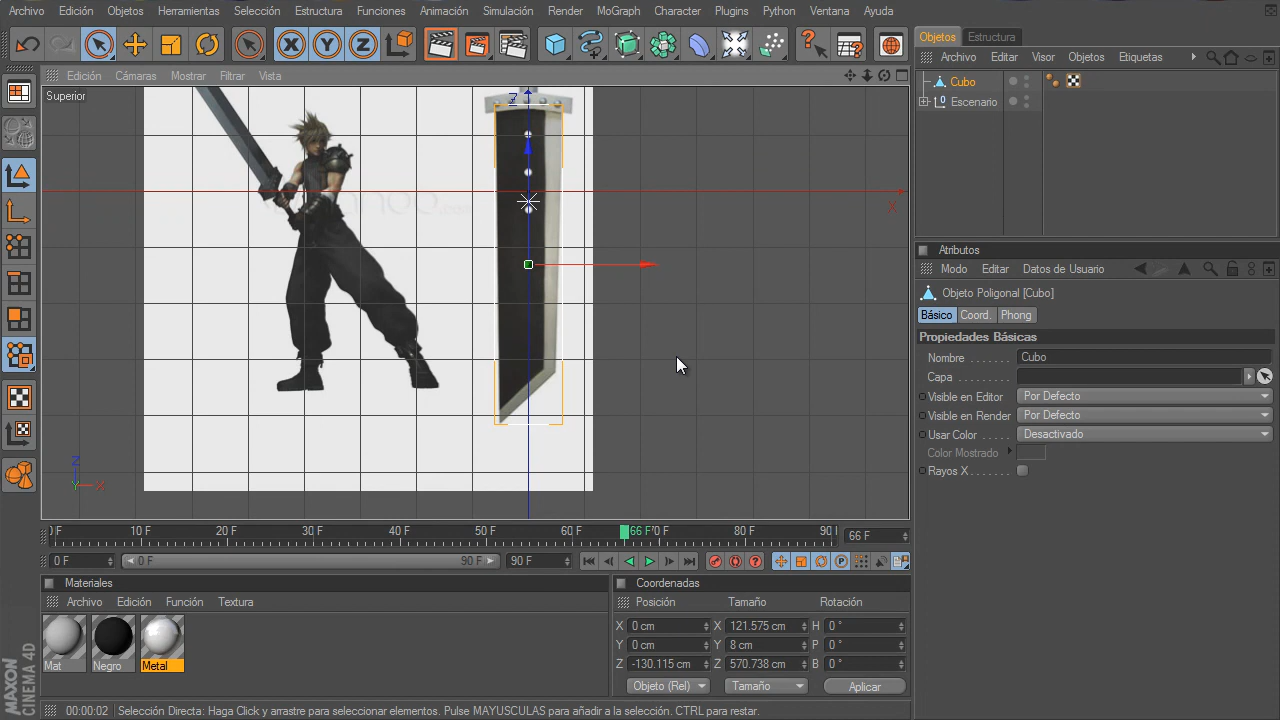 Archivo Edición Objetos Herramientas Selección Estructura Funciones Animación Simulación Render MoGraph Character Plugins Python Ventana Ayuda
Edición Cámaras Mostrar Filtrar Vista
Superior
Z
X
Z
Y X
Objetos Estructura
Archivo Editar Visor Objetos Etiquetas
Cubo
Escenario
Atributos
Modo Editar Datos de Usuario
Objeto Poligonal [Cubo]
Básico Coord. Phong
Propiedades Básicas
Nombre Cubo
Capa
Visible en Editor Por Defecto
Visible en Render Por Defecto
Usar Color Desactivado
Color Mostrado
Rayos X
0 F 10 F 20 F 30 F 40 F 50 F 60 F 66 F 70 F 80 F 90 66 F
0 F 0 F 90 F 90 F
Materiales
Archivo Edición Función Textura
Mat Negro Metal
Coordenadas
Posición Tamaño Rotación
X 0 cm X 121.575 cm H 0 °
Y 0 cm Y 8 cm P 0 °
Z -130.115 cm Z 570.738 cm B 0 °
Objeto (Rel) Tamaño Aplicar
MAXON
CINEMA 4D
00:00:02 Selección Directa: Haga Click y arrastre para seleccionar elementos. Pulse MAYUSCULAS para añadir a la selección. CTRL para restar.